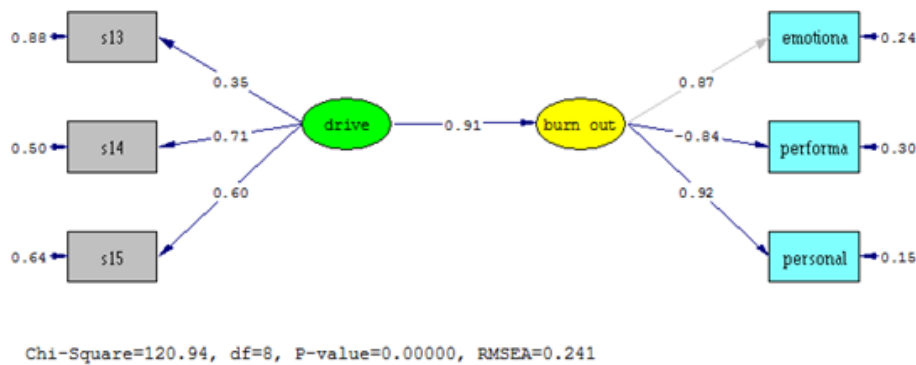 0.88 s13 0.35 0.87 emotiona 0.24
0.50 s14 0.71 drive 0.91 burn out -0.84 performa 0.30
0.64 s15 0.60 0.92 personal 0.15
Chi-Square=120.94, df=8, P-value=0.00000, RMSEA=0.241